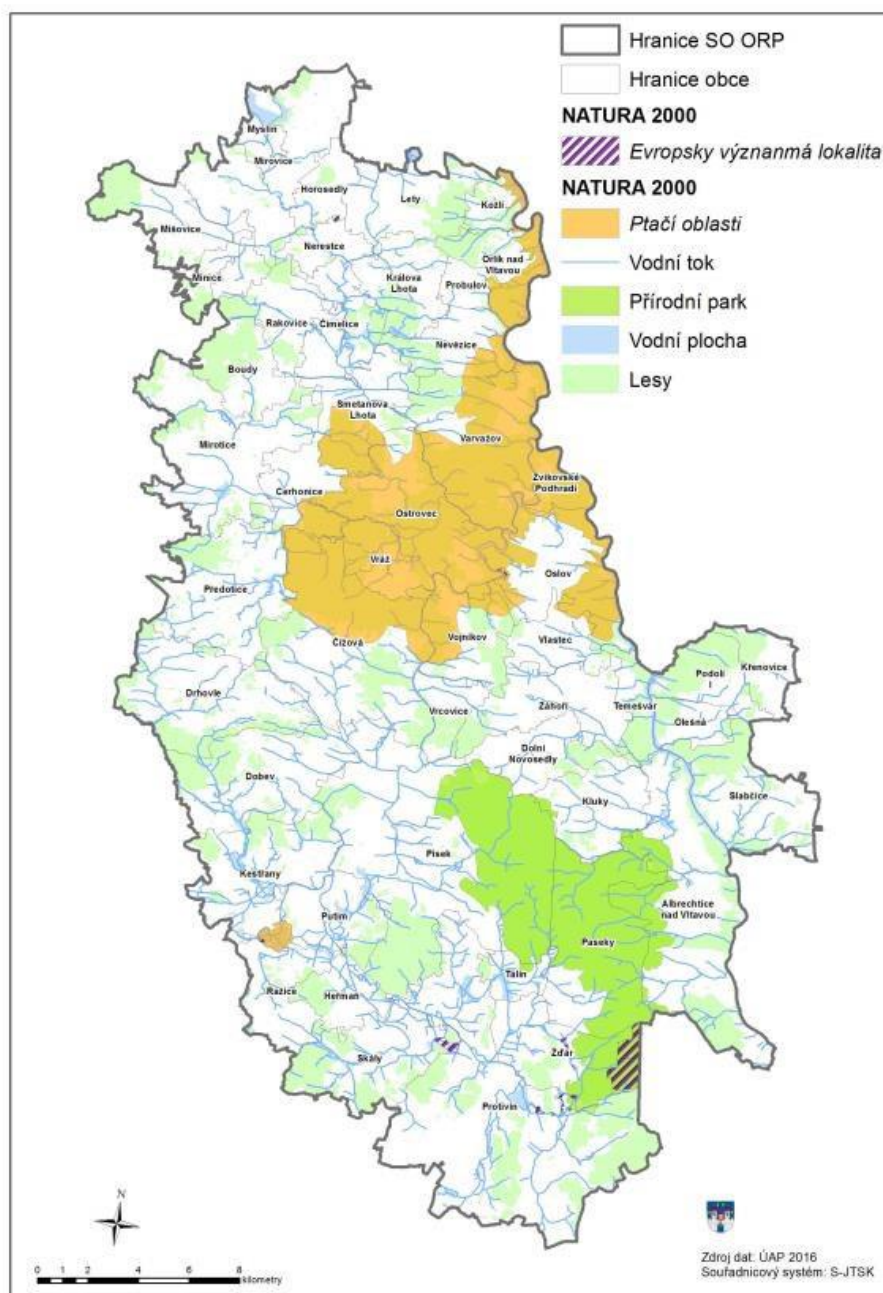 Hranice SO ORP
Hranice obce
NATURA 2000
Evropsky významná lokalita
NATURA 2000
Ptačí oblasti
Vodní tok
Přírodní park
Vodní plocha
Lesy
Myslín
Mirovice
Horosedly
Lety
Kožlí
Mišovice
Nerestce
Orlík nad
Vltavou
Minice
Králova
Lhota
Probulov
Rakovice
Čimelice
Nevězice
Boudy
Smetanova
Lhota
Mirotice
Varvažov
Cerhonice
Zvíkovské
Podhradí
Ostrovec
Vráž
Oslov
Předotice
Čížová
Vojníkov
Vlastec
Podolí
I
Křenovice
Drhovle
Vrcovice
Záhoří
Temešvár
Olešná
Dolní
Novosedly
Dobev
Kluky
Slabčice
Písek
Kestřany
Albrechtice
nad Vltavou
Putim
Paseky
Tálín
Ražice
Heřmaň
Skály
Žďár
Protivín
N
0 1 2 4 6 8
kilometry
Zdroj dat: ÚAP 2016
Souřadnicový systém: S-JTSK